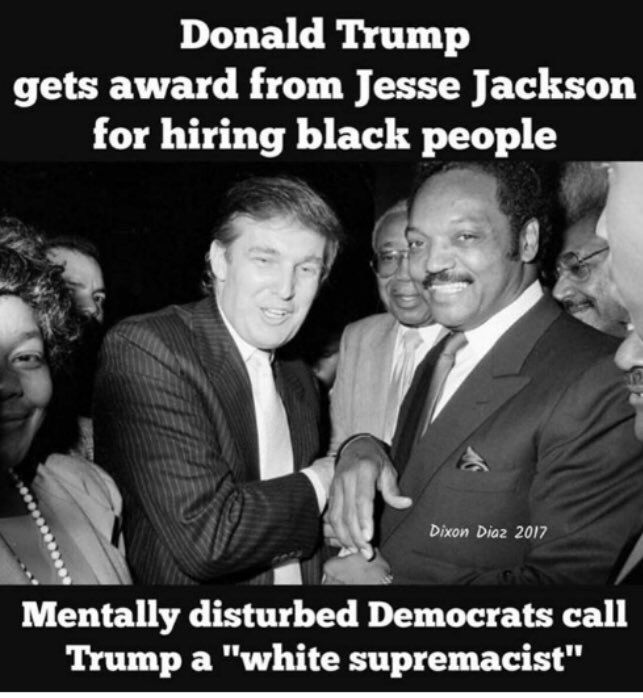 Donald Trump
gets award from Jesse Jackson
for hiring black people
Dixon Diaz 2017
Mentally disturbed Democrats call
Trump a "white supremacist"